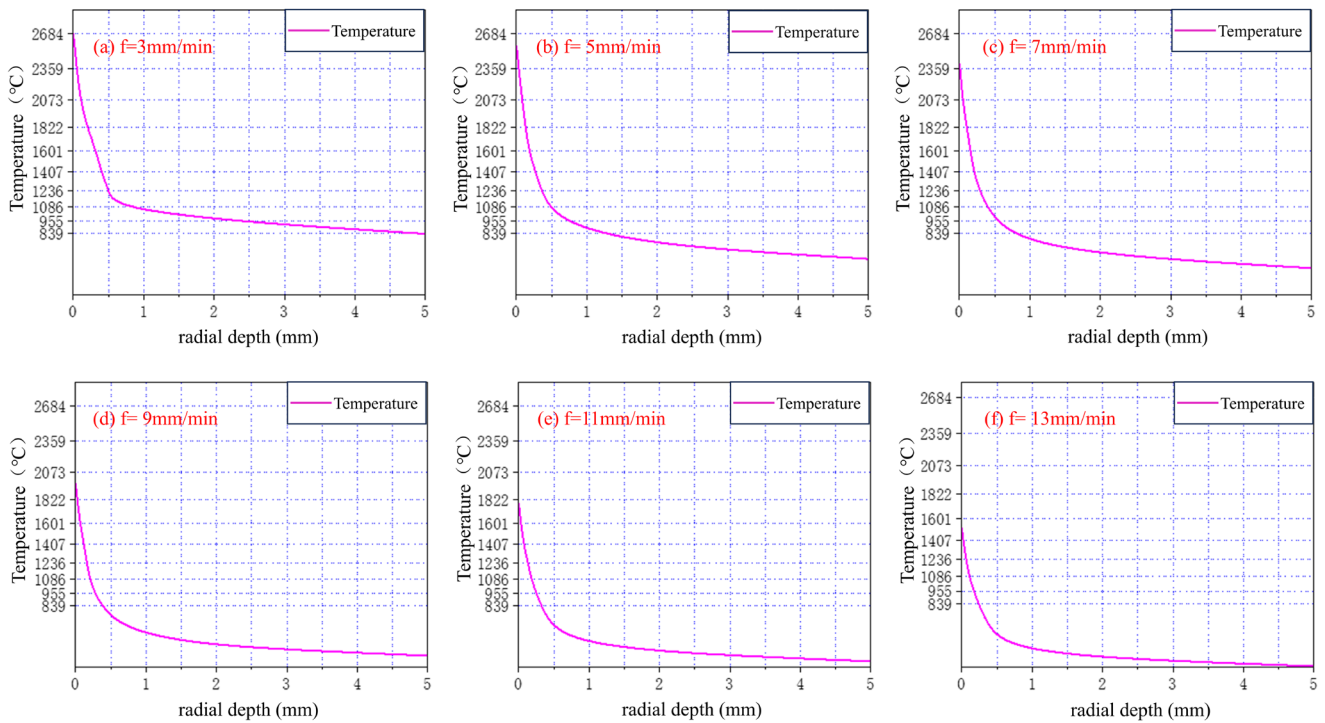 (a) f=3mm/min
Temperature
Temperature (℃)
2684
2359
2073
1822
1601
1407
1236
1086
955
839
0 1 2 3 4 5
radial depth (mm)
(b) f= 5mm/min
Temperature
Temperature (℃)
2684
2359
2073
1822
1601
1407
1236
1086
955
839
0 1 2 3 4 5
radial depth (mm)
(c) f= 7mm/min
Temperature
Temperature (℃)
2684
2359
2073
1822
1601
1407
1236
1086
955
839
0 1 2 3 4 5
radial depth (mm)
(d) f= 9mm/min
Temperature
Temperature (℃)
2684
2359
2073
1822
1601
1407
1236
1086
955
839
0 1 2 3 4 5
radial depth (mm)
(e) f=11mm/min
Temperature
Temperature (℃)
2684
2359
2073
1822
1601
1407
1236
1086
955
839
0 1 2 3 4 5
radial depth (mm)
(f) f= 13mm/min
Temperature
Temperature (℃)
2684
2359
2073
1822
1601
1407
1236
1086
955
839
0 1 2 3 4 5
radial depth (mm)